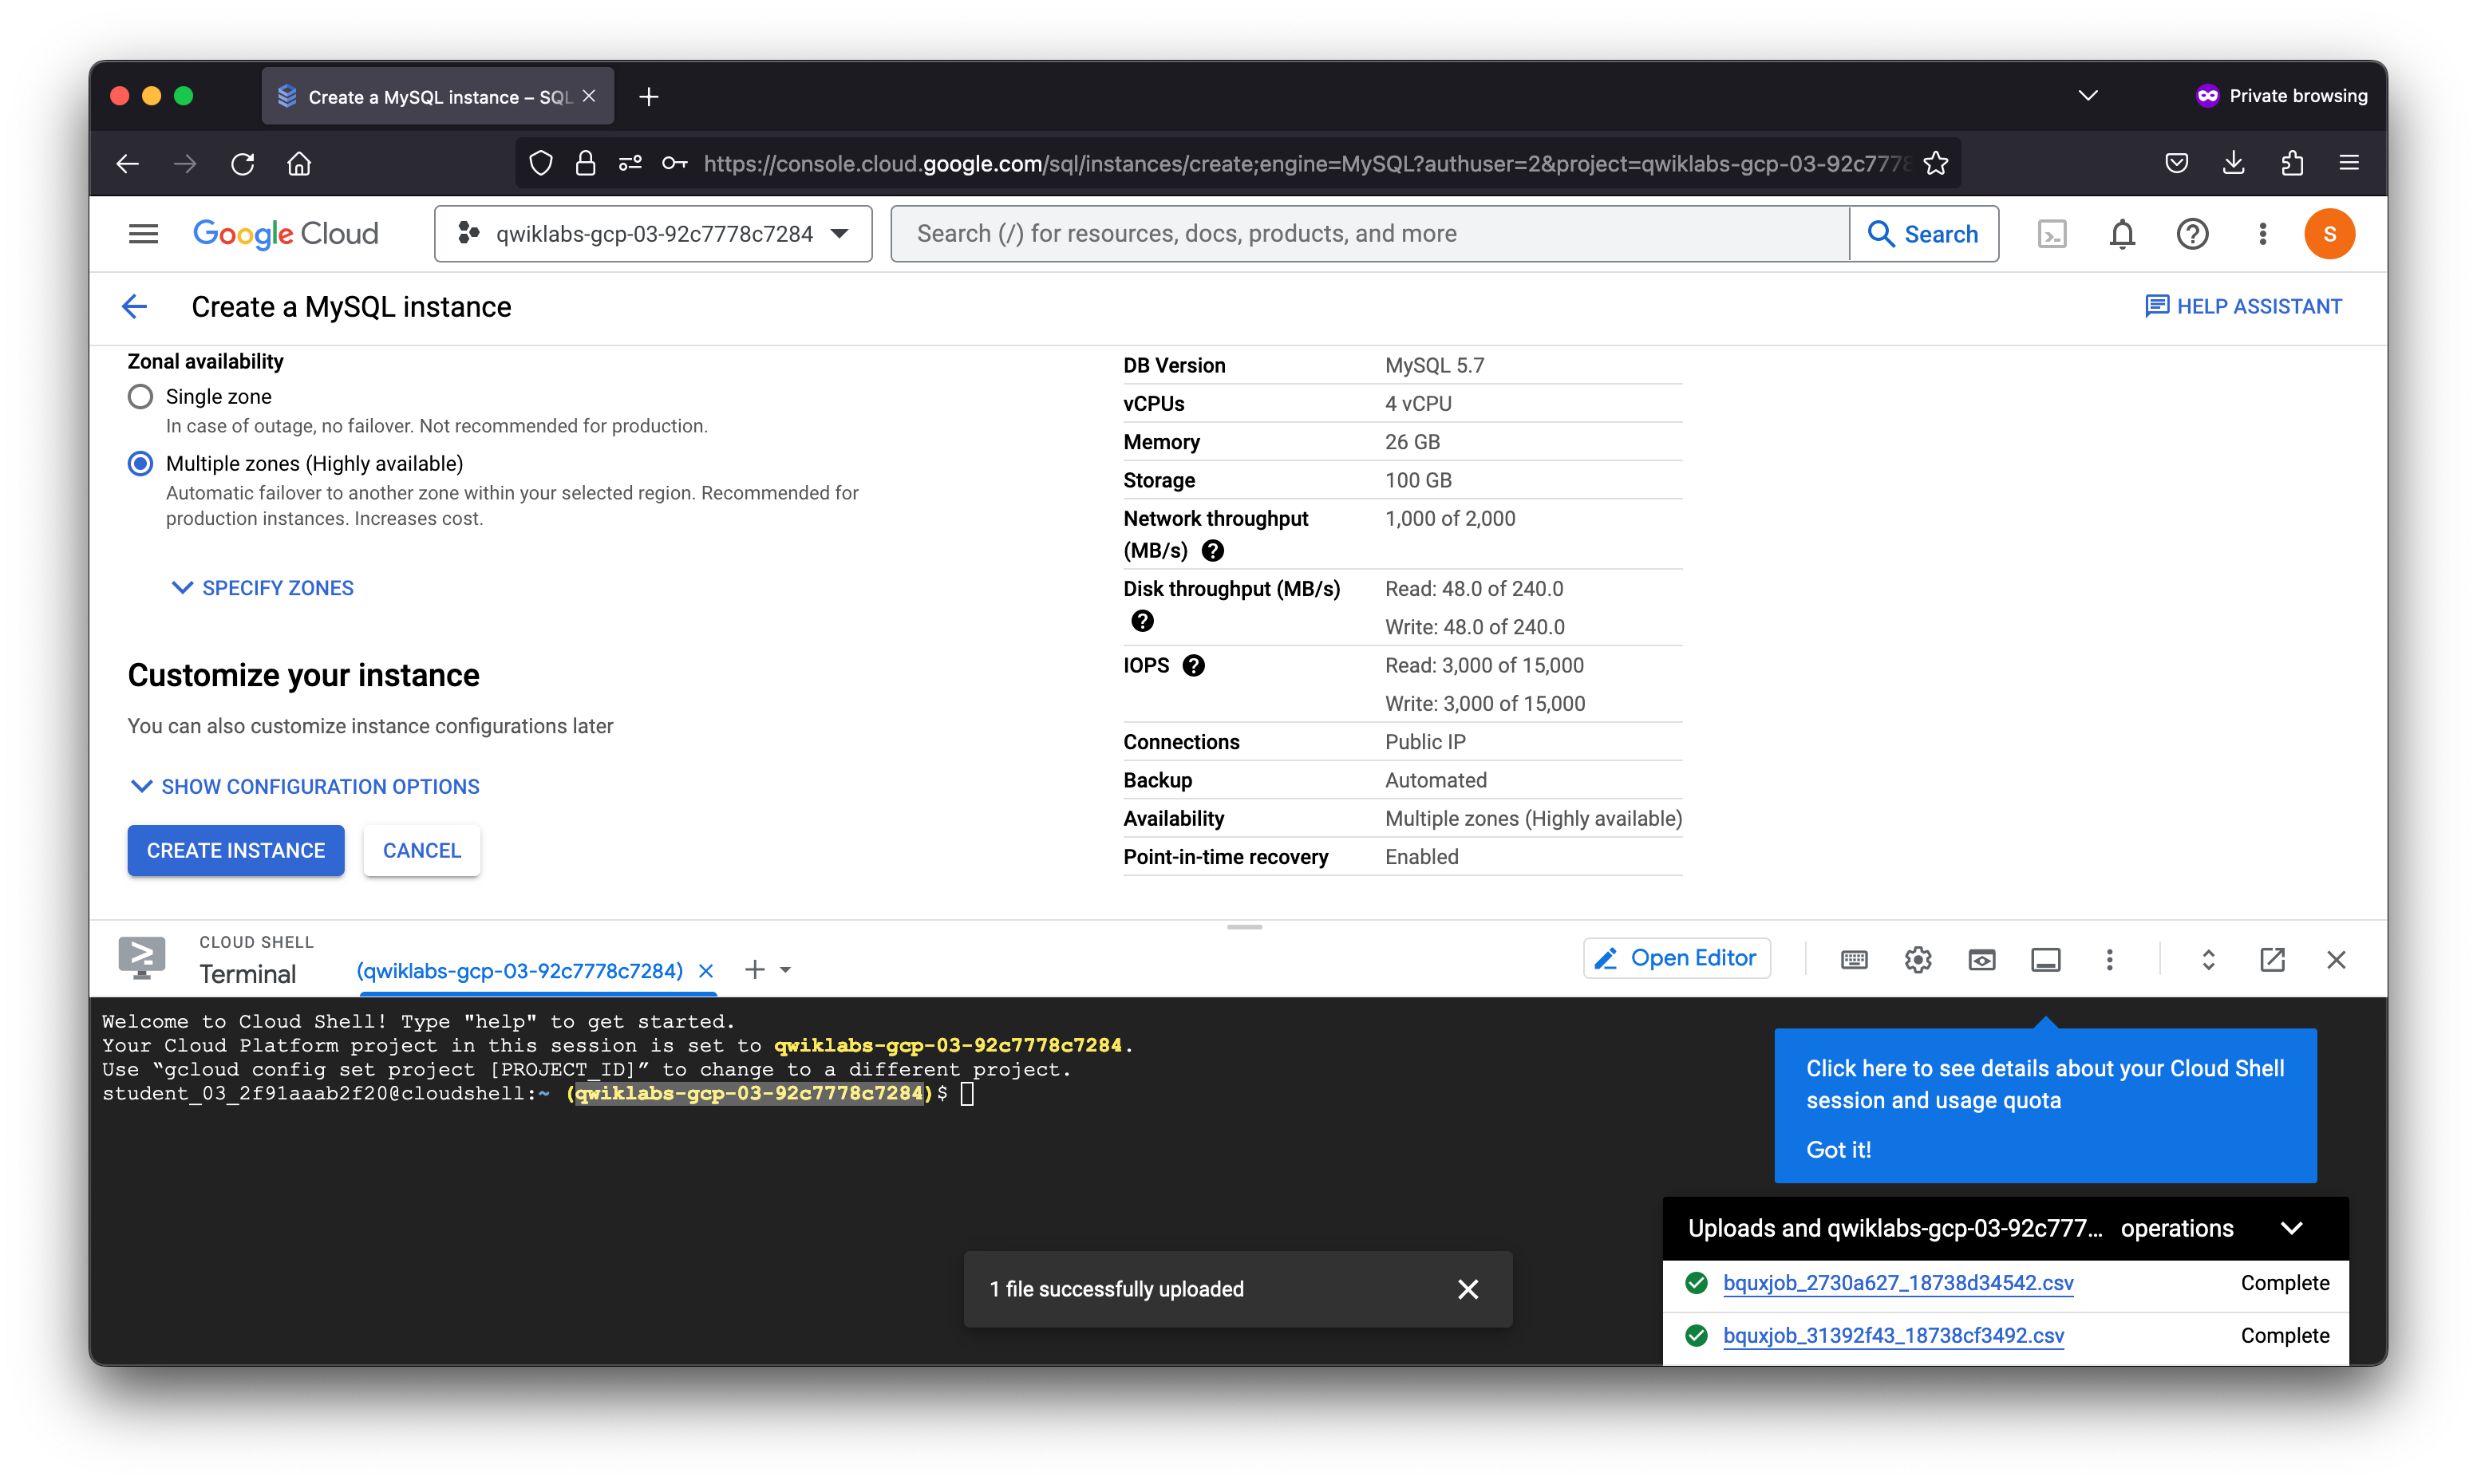 Create a MySQL instance – SQL
Private browsing
https://console.cloud.google.com/sql/instances/create;engine=MySQL?authuser=2&project=qwiklabs-gcp-03-92c7778
Google Cloud
qwiklabs-gcp-03-92c7778c7284
Search (/) for resources, docs, products, and more
Search
S
Create a MySQL instance
HELP ASSISTANT
Zonal availability
Single zone
In case of outage, no failover. Not recommended for production.
Multiple zones (Highly available)
Automatic failover to another zone within your selected region. Recommended for
production instances. Increases cost.
SPECIFY ZONES
Customize your instance
You can also customize instance configurations later
SHOW CONFIGURATION OPTIONS
CREATE INSTANCE
CANCEL
DB Version MySQL 5.7
vCPUs 4 vCPU
Memory 26 GB
Storage 100 GB
Network throughput 1,000 of 2,000
(MB/s)
Disk throughput (MB/s) Read: 48.0 of 240.0
Write: 48.0 of 240.0
IOPS Read: 3,000 of 15,000
Write: 3,000 of 15,000
Connections Public IP
Backup Automated
Availability Multiple zones (Highly available)
Point-in-time recovery Enabled
CLOUD SHELL
Terminal
(qwiklabs-gcp-03-92c7778c7284)
Open Editor
Welcome to Cloud Shell! Type "help" to get started.
Your Cloud Platform project in this session is set to qwiklabs-gcp-03-92c7778c7284.
Use “gcloud config set project [PROJECT_ID]” to change to a different project.
student_03_2f91aaab2f20@cloudshell:~ (qwiklabs-gcp-03-92c7778c7284)$
Click here to see details about your Cloud Shell
session and usage quota
Got it!
1 file successfully uploaded
Uploads and qwiklabs-gcp-03-92c777... operations
bquxjob_2730a627_18738d34542.csv Complete
bquxjob_31392f43_18738cf3492.csv Complete